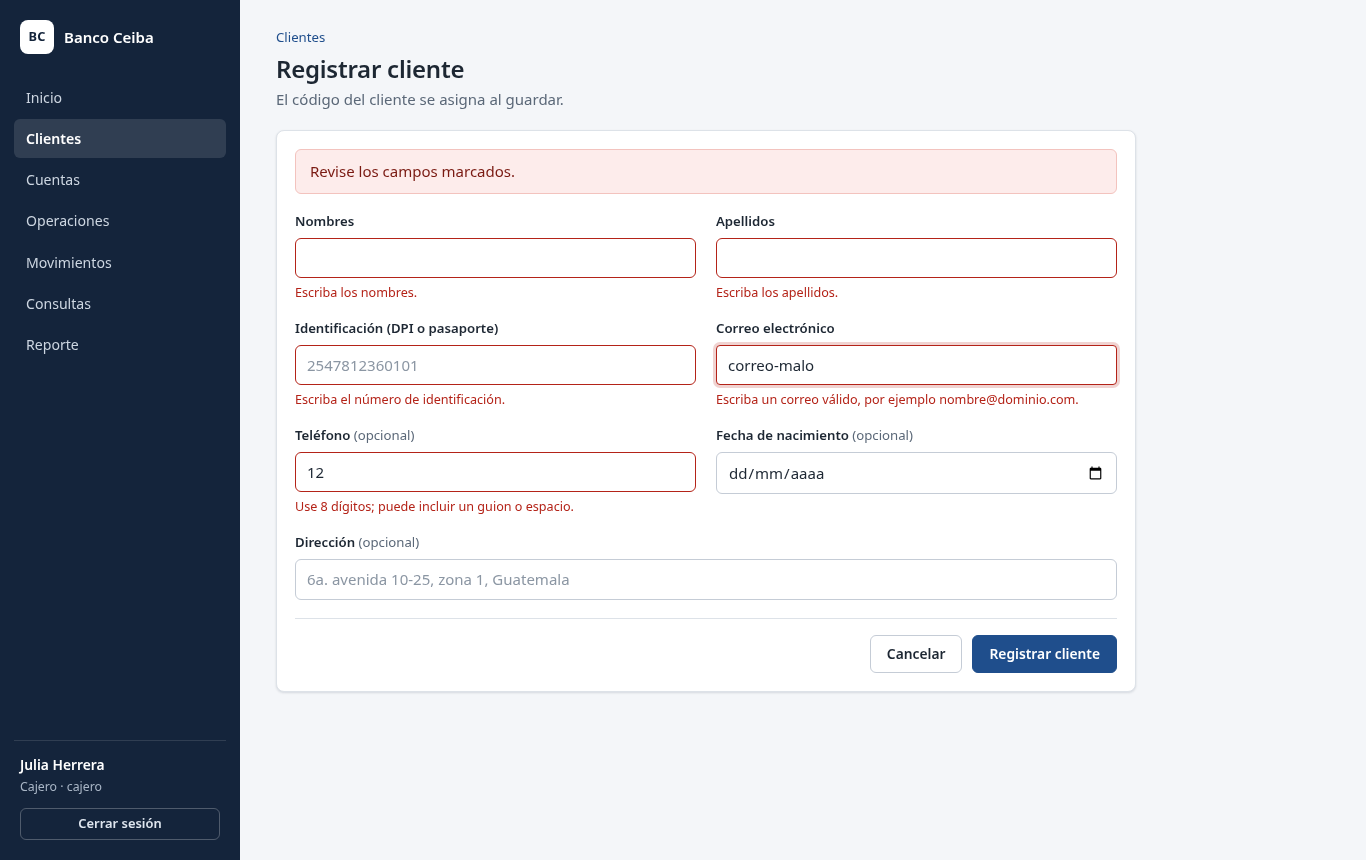 BC
Banco Ceiba
Inicio
Clientes
Cuentas
Operaciones
Movimientos
Consultas
Reporte
Julia Herrera
Cajero · cajero
Cerrar sesión
Clientes
Registrar cliente
El código del cliente se asigna al guardar.
Revise los campos marcados.
Nombres
Escriba los nombres.
Apellidos
Escriba los apellidos.
Identificación (DPI o pasaporte)
2547812360101
Escriba el número de identificación.
Correo electrónico
correo-malo
Escriba un correo válido, por ejemplo nombre@dominio.com.
Teléfono (opcional)
12
Use 8 dígitos; puede incluir un guion o espacio.
Fecha de nacimiento (opcional)
dd/mm/aaaa
Dirección (opcional)
6a. avenida 10-25, zona 1, Guatemala
Cancelar
Registrar cliente